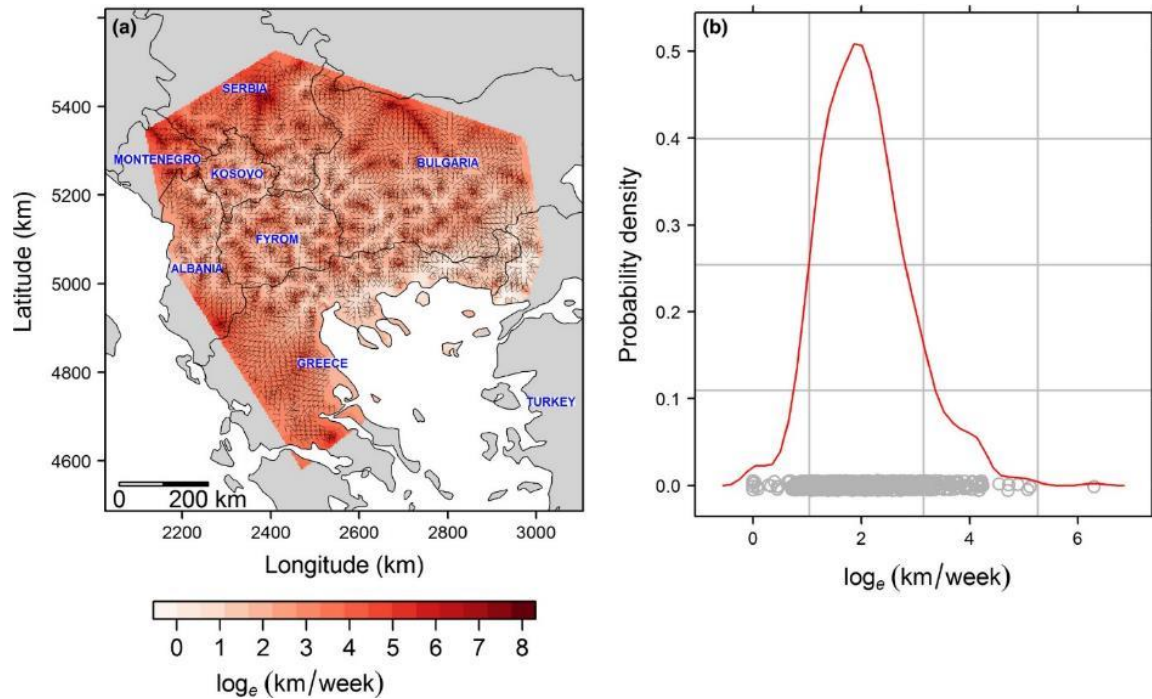 (a)
SERBIA
MONTENEGRO
KOSOVO
BULGARIA
FYROM
ALBANIA
GREECE
TURKEY
5400
5200
5000
4800
4600
Latitude (km)
0 200 km
2200 2400 2600 2800 3000
Longitude (km)
0 1 2 3 4 5 6 7 8
logₑ (km/week)
(b)
0.5
0.4
0.3
0.2
0.1
0.0
Probability density
0 2 4 6
logₑ (km/week)